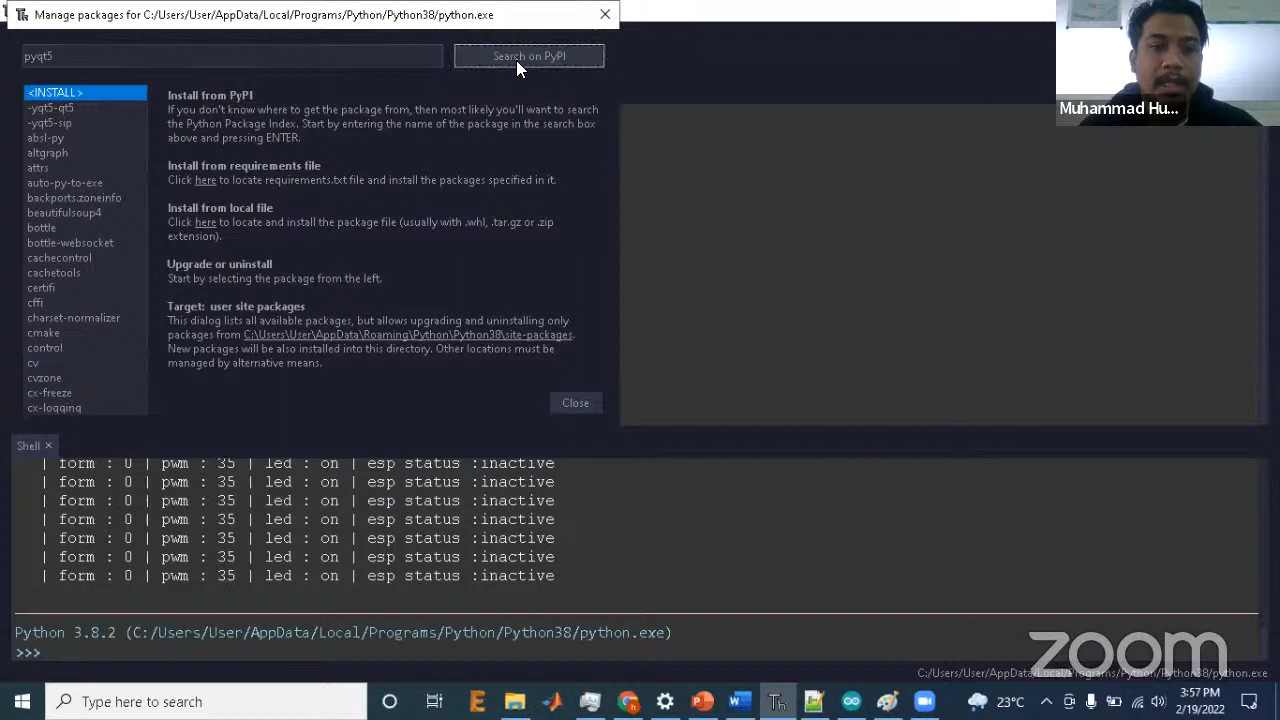 Manage packages for C:/Users/User/AppData/Local/Programs/Python/Python38/python.exe
pyqt5
Search on PyPI
<INSTALL>
-yqt5-qt5
-yqt5-sip
absl-py
altgraph
attrs
auto-py-to-exe
backports.zoneinfo
beautifulsoup4
bottle
bottle-websocket
cachecontrol
cachetools
certifi
cffi
charset-normalizer
cmake
control
cv
cvzone
cx-freeze
cx-logging
Install from PyPI
If you don't know where to get the package from, then most likely you'll want to search
the Python Package Index. Start by entering the name of the package in the search box
above and pressing ENTER.
Install from requirements file
Click here to locate requirements.txt file and install the packages specified in it.
Install from local file
Click here to locate and install the package file (usually with .whl, .tar.gz or .zip
extension).
Upgrade or uninstall
Start by selecting the package from the left.
Target: user site packages
This dialog lists all available packages, but allows upgrading and uninstalling only
packages from C:\Users\User\AppData\Roaming\Python\Python38\site-packages.
New packages will be also installed into this directory. Other locations must be
managed by alternative means.
Close
Muhammad Hu...
Shell
| form : 0 | pwm : 35 | led : on | esp status :inactive
| form : 0 | pwm : 35 | led : on | esp status :inactive
| form : 0 | pwm : 35 | led : on | esp status :inactive
| form : 0 | pwm : 35 | led : on | esp status :inactive
| form : 0 | pwm : 35 | led : on | esp status :inactive
| form : 0 | pwm : 35 | led : on | esp status :inactive
| form : 0 | pwm : 35 | led : on | esp status :inactive
Python 3.8.2 (C:/Users/User/AppData/Local/Programs/Python/Python38/python.exe)
>>>
zoom
C:/Users/User/AppData/Local/Programs/Python/Python38/python.exe
Type here to search
23°C
3:57 PM
2/19/2022